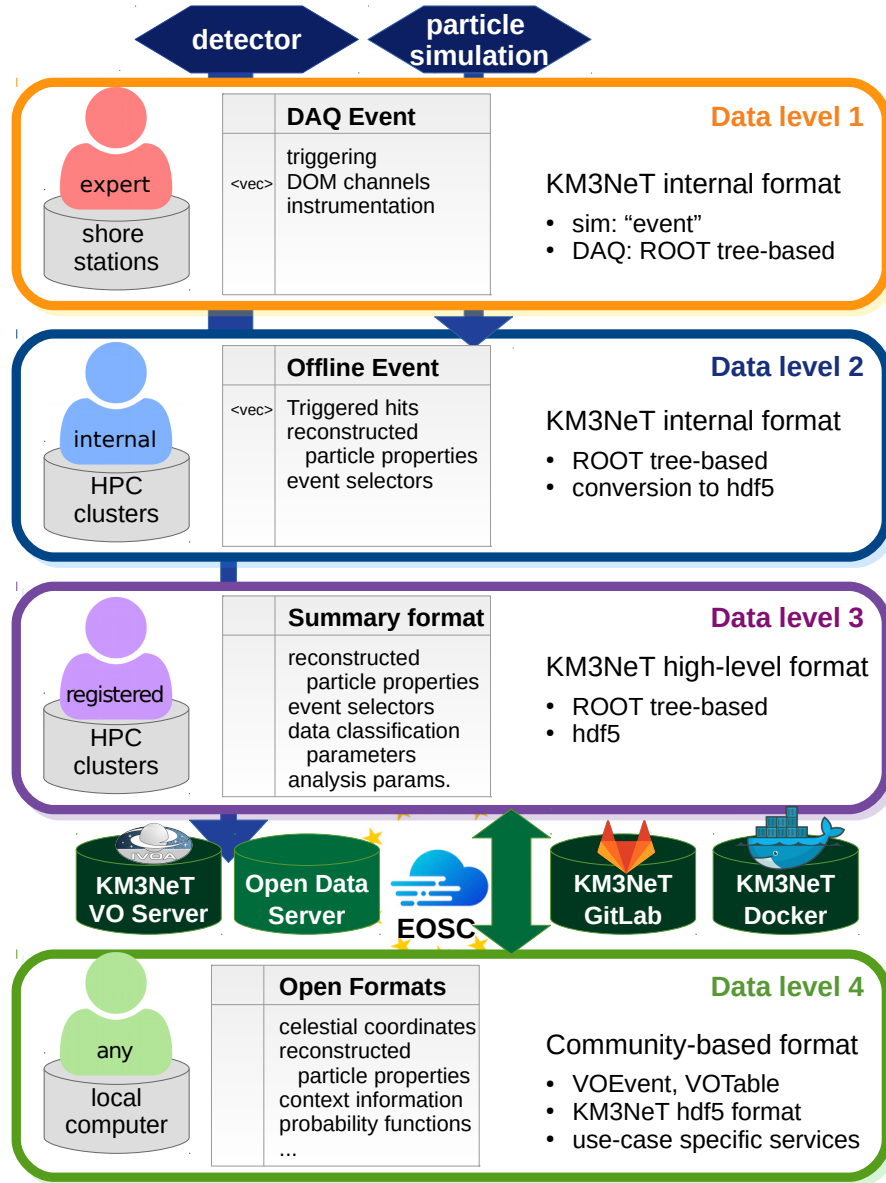 detector
particle
simulation
Data level 1
expert
shore
stations
DAQ Event
triggering
<vec> DOM channels
instrumentation
KM3NeT internal format
• sim: “event”
• DAQ: ROOT tree-based
Data level 2
internal
HPC
clusters
Offline Event
<vec> Triggered hits
reconstructed
particle properties
event selectors
KM3NeT internal format
• ROOT tree-based
• conversion to hdf5
Data level 3
registered
HPC
clusters
Summary format
reconstructed
particle properties
event selectors
data classification
parameters
analysis params.
KM3NeT high-level format
• ROOT tree-based
• hdf5
IVOA
KM3NeT
VO Server
Open Data
Server
EOSC
KM3NeT
GitLab
KM3NeT
Docker
Data level 4
any
local
computer
Open Formats
celestial coordinates
reconstructed
particle properties
context information
probability functions
...
Community-based format
• VOEvent, VOTable
• KM3NeT hdf5 format
• use-case specific services